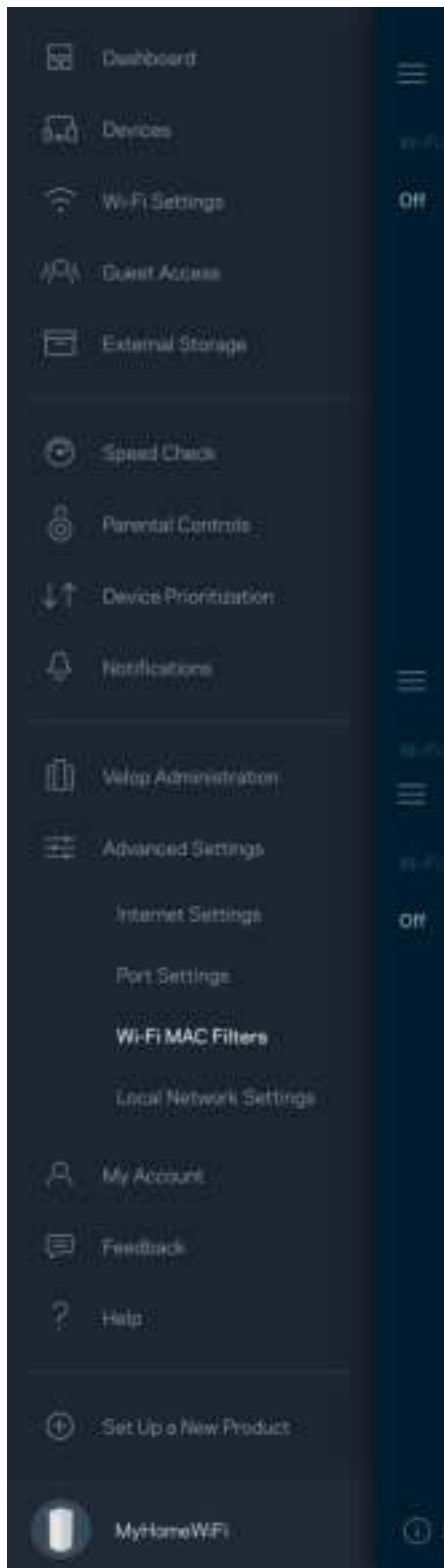 Dashboard
Devices
Wi-Fi Settings
Off
Guest Access
External Storage
Speed Check
Parental Controls
Device Prioritization
Notifications
Velop Administration
Advanced Settings
Internet Settings
Off
Port Settings
Wi-Fi MAC Filters
Local Network Settings
My Account
Feedback
? Help
Set Up a New Product
MyHomeWiFi